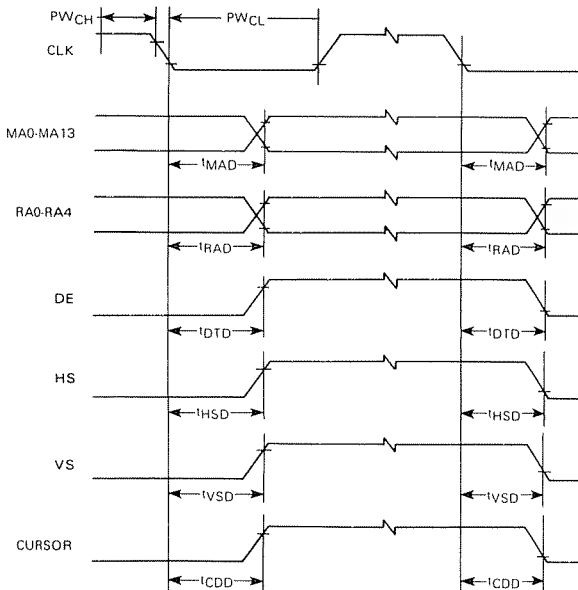 PWCH
PWCL
CLK
MA0-MA13
tMAD
tMAD
RA0-RA4
tRAD
tRAD
DE
tDTD
tDTD
HS
tHSD
tHSD
VS
tVSD
tVSD
CURSOR
tCDD
tCDD